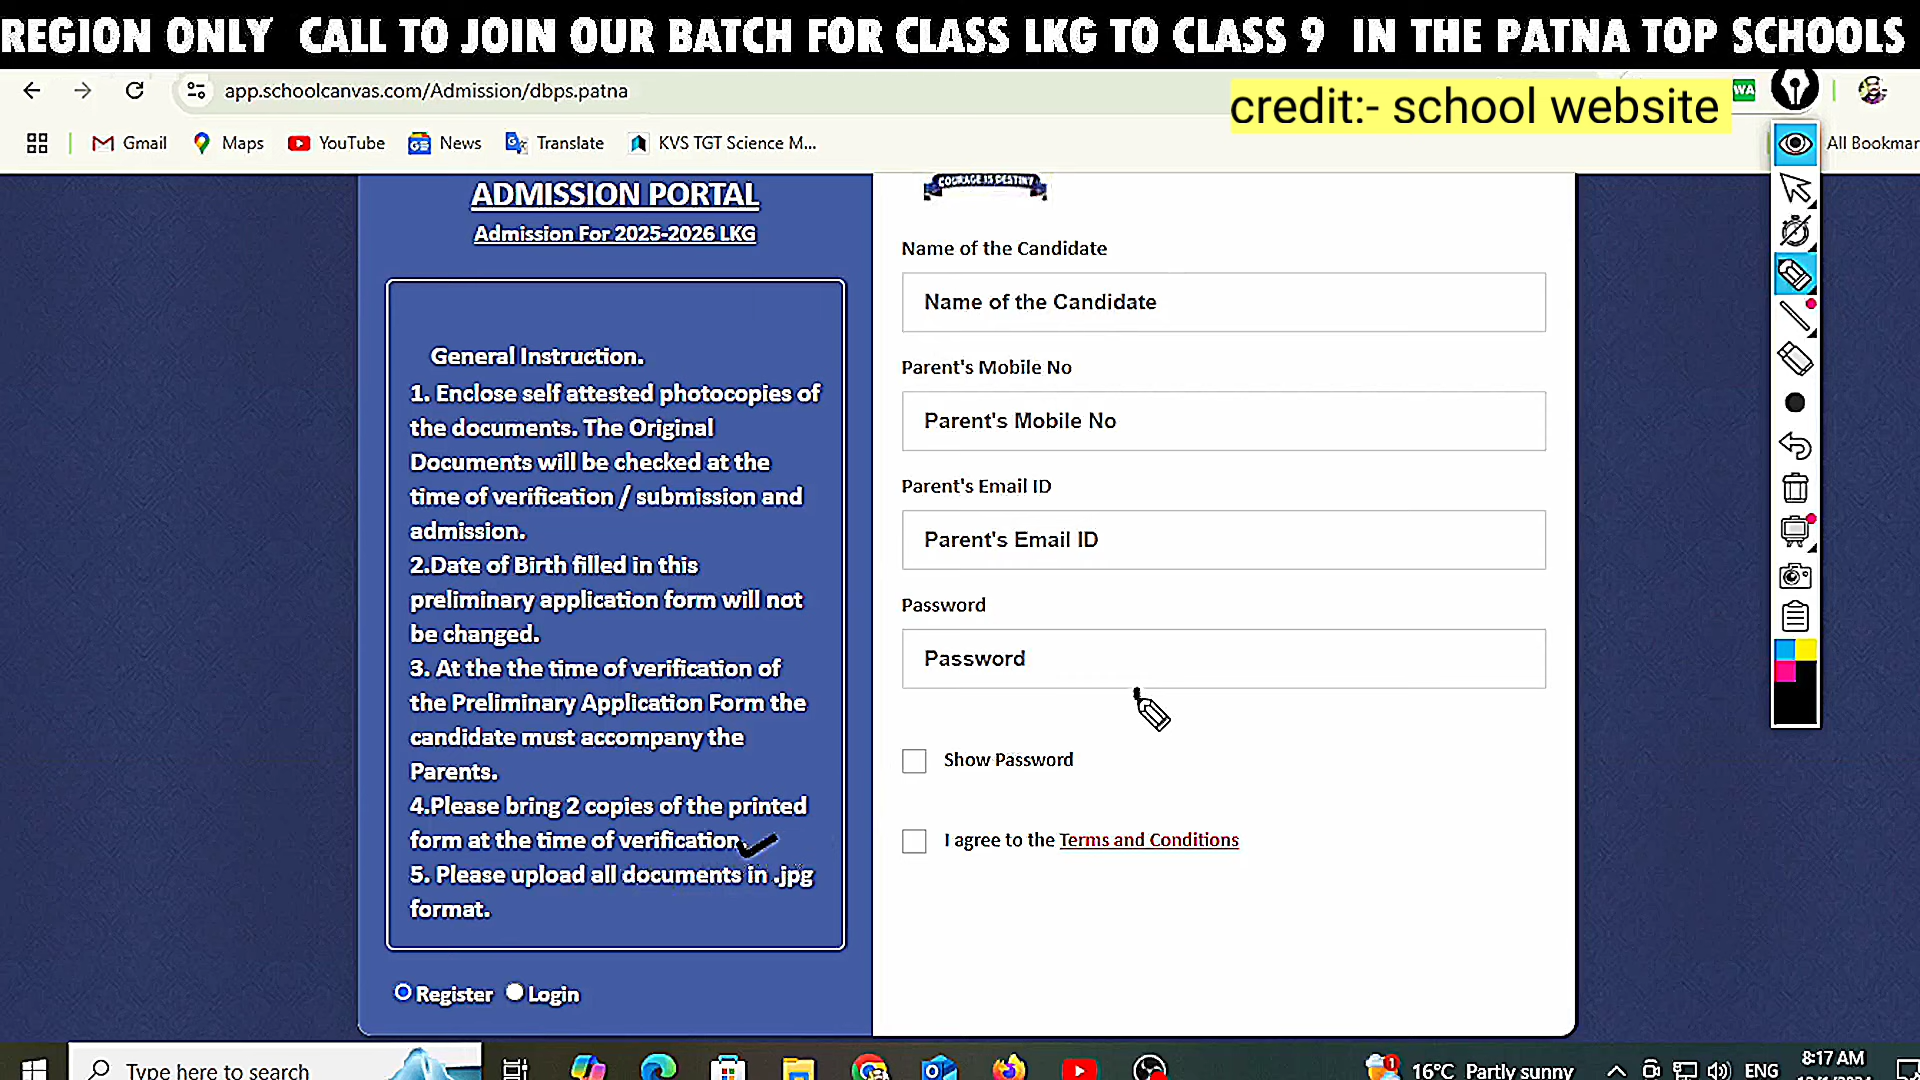 REGION ONLY CALL TO JOIN OUR BATCH FOR CLASS LKG TO CLASS 9 IN THE PATNA TOP SCHOOLS
app.schoolcanvas.com/Admission/dbps.patna
credit:- school website
WA
Gmail
Maps
YouTube
News
Translate
KVS TGT Science M...
All Bookmar
ADMISSION PORTAL
Admission For 2025-2026 LKG
General Instruction.
1. Enclose self attested photocopies of
the documents. The Original
Documents will be checked at the
time of verification / submission and
admission.
2.Date of Birth filled in this
preliminary application form will not
be changed.
3. At the the time of verification of
the Preliminary Application Form the
candidate must accompany the
Parents.
4.Please bring 2 copies of the printed
form at the time of verification.
5. Please upload all documents in .jpg
format.
Register
Login
COURAGE IS DESTINY
Name of the Candidate
Name of the Candidate
Parent's Mobile No
Parent's Mobile No
Parent's Email ID
Parent's Email ID
Password
Password
Show Password
I agree to the Terms and Conditions
Type here to search
1
16°C Partly sunny
ENG
8:17 AM